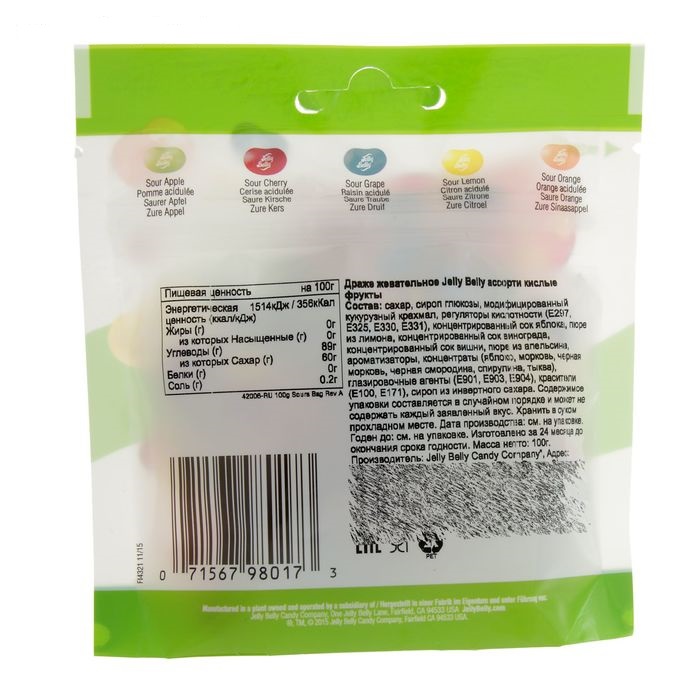 Jelly Belly
Jelly Belly
Jelly Belly
Jelly Belly
Jelly Belly
Sour Apple
Pomme acidulée
Saurer Apfel
Zure Appel
Sour Cherry
Cerise acidulée
Saure Kirsche
Zure Kers
Sour Grape
Raisin acidulé
Saure Traube
Zure Druif
Sour Lemon
Citron acidulé
Saure Zitrone
Zure Citroel
Sour Orange
Orange acidulée
Saure Orange
Zure Sinaasappel
Пищевая ценность на 100г
Энергетическая 1514кДж / 356кКал
ценность (ккал/кДж)
Жиры (г) 0г
из которых Насыщенные (г) 0г
Углеводы (г) 89г
из которых Сахар (г) 60г
Белки (г) 0г
Соль (г) 0.2г
42006-RU 100g Sours Bag Rev A
Драже жевательное Jelly Belly ассорти кислые
фрукты
Состав: сахар, сироп глюкозы, модифицированный
кукурузный крахмал, регуляторы кислотности (E297,
E325, E330, E331), концентрированный сок яблока, пюре
из лимона, концентрированный сок винограда,
концентрированный сок вишни, пюре из апельсина,
ароматизаторы, концентраты (яблоко, морковь, черная
морковь, черная смородина, спирулина, тыква),
глазировочные агенты (E901, E903, E904), красители
(E100, E171), сироп из инвертного сахара. Содержимое
упаковки составляется в случайном порядке и может не
содержать каждый заявленный вкус. Хранить в сухом
прохладном месте. Дата производства: см. на упаковке.
Годен до: см. на упаковке. Изготовлено за 24 месяца до
окончания срока годности. Масса нетто: 100г.
Производитель: Jelly Belly Candy Company", Адрес:
PET
FI4321 11/15
0 71567 98017 3
Manufactured in a plant owned and operated by a subsidiary of / Hergestellt in einer Fabrik im Eigentum and unter Führung von:
Jelly Belly Candy Company, One Jelly Belly Lane, Fairfield, CA 94533 USA JellyBelly.com
®, TM, © 2015 Jelly Belly Candy Company, Fairfield, CA 94533 USA